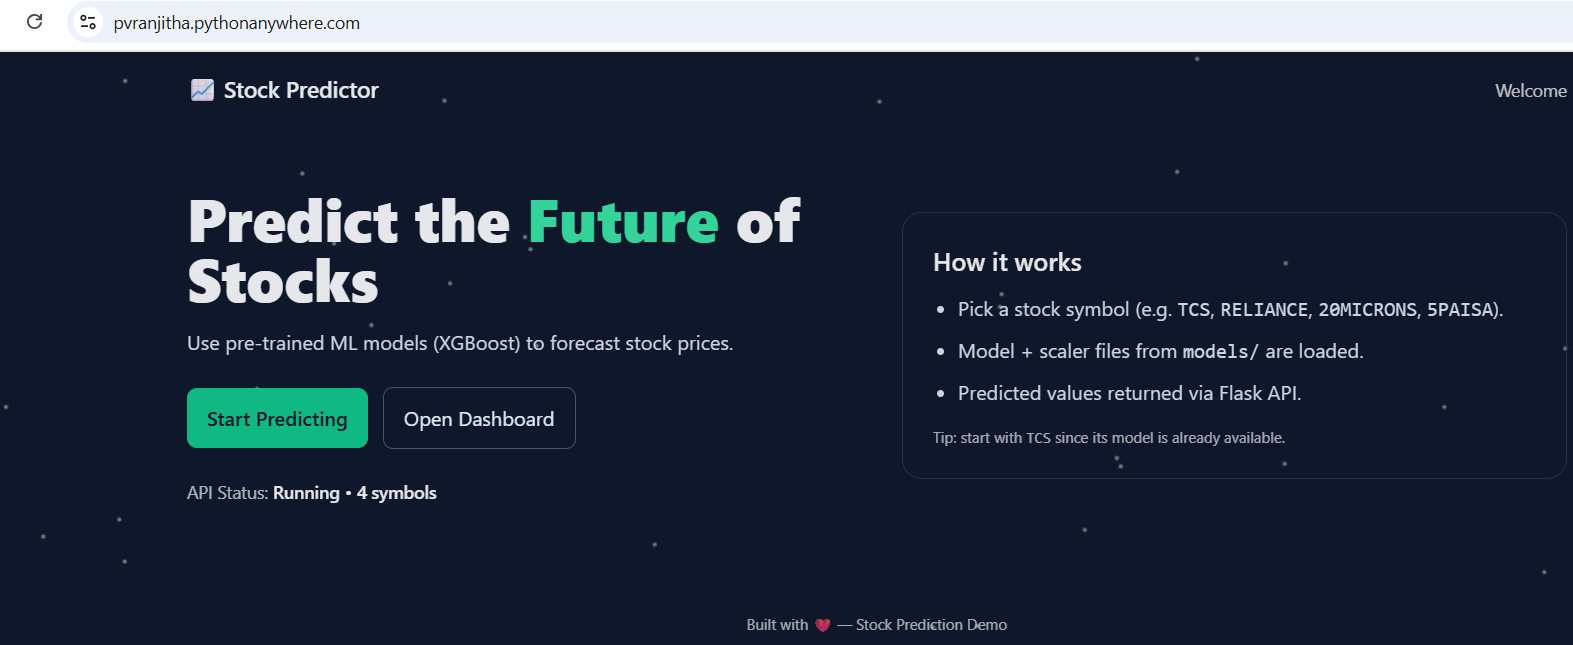 pvranjitha.pythonanywhere.com
Stock Predictor
Welcome
Predict the Future of
Stocks
Use pre-trained ML models (XGBoost) to forecast stock prices.
Start Predicting
Open Dashboard
API Status: Running • 4 symbols
How it works
• Pick a stock symbol (e.g. TCS, RELIANCE, 20MICRONS, 5PAISA).
• Model + scaler files from models/ are loaded.
• Predicted values returned via Flask API.
Tip: start with TCS since its model is already available.
Built with ❤️ — Stock Prediction Demo